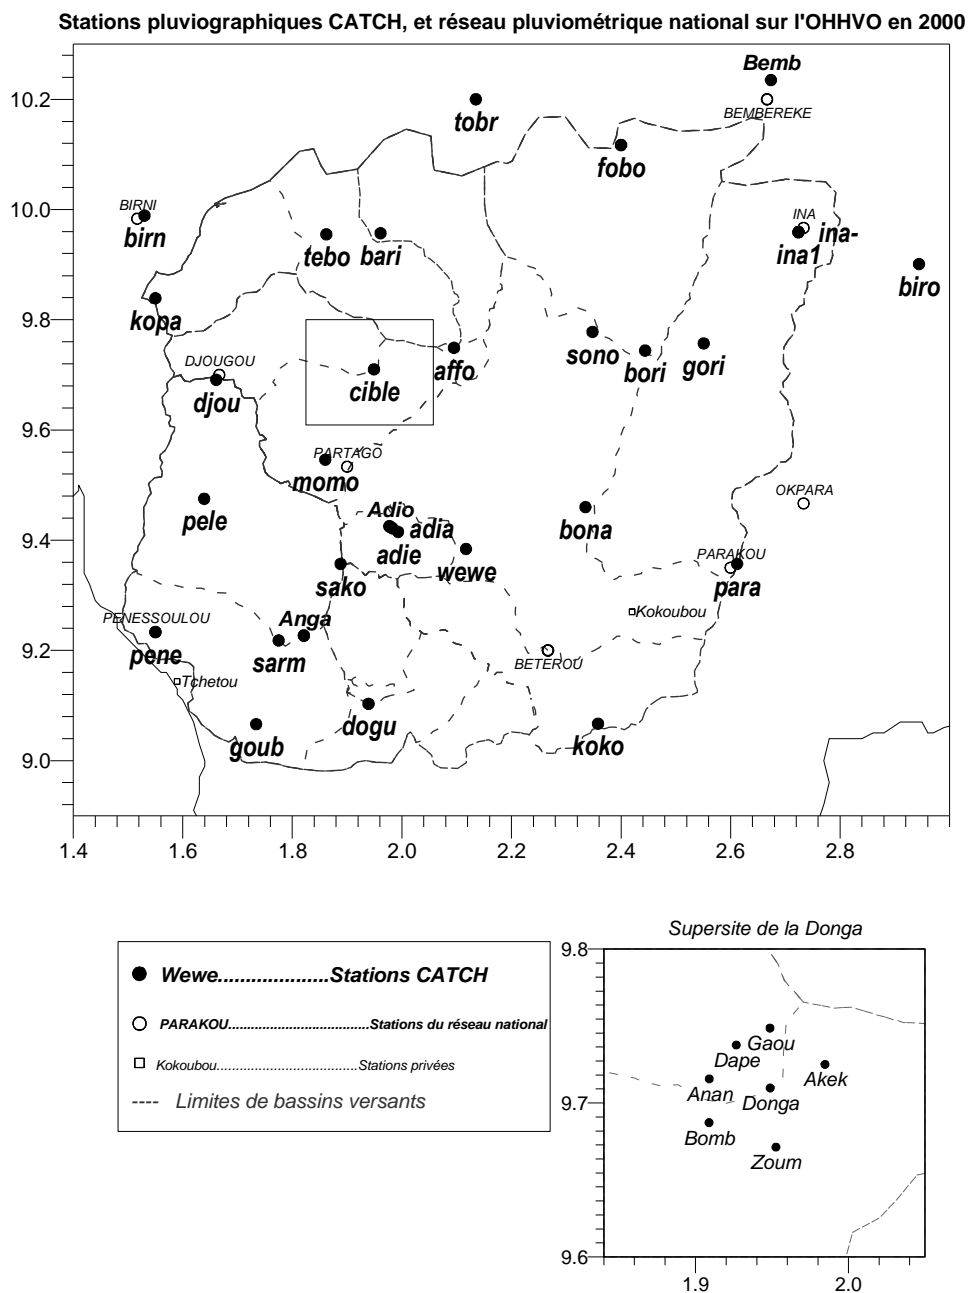 Stations pluviographiques CATCH, et réseau pluviométrique national sur l'OHHVO en 2000
Bemb
10.2
BEMBEREKE
tobr
fobo
BIRNI
10.0
INA
birn
ina-
tebo
bari
ina1
biro
kopa
9.8
DJOUGOU
affo
sono
bori
gori
cible
djou
9.6
PARTAGO
momo
OKPARA
pele
Adio
adia
bona
9.4
adie
wewe
PARAKOU
sako
para
Kokoubou
PENESSOULOU
Anga
9.2
pene
sarm
BETEROU
Tchetou
dogu
goub
koko
9.0
1.4 1.6 1.8 2.0 2.2 2.4 2.6 2.8
Supersite de la Donga
9.8
Wewe.....................Stations CATCH
PARAKOU..........................................Stations du réseau national
Kokoubou.......................................Stations privées
Limites de bassins versants
Gaou
Dape
Akek
Anan
Donga
9.7
Bomb
Zoum
9.6
1.9 2.0